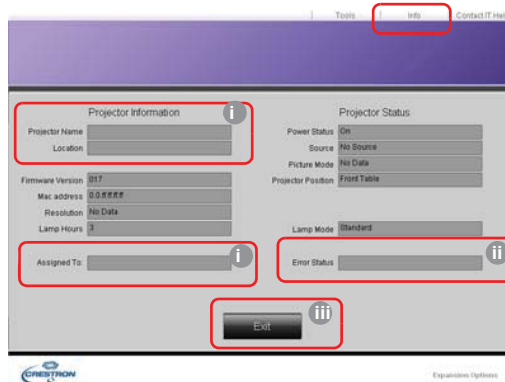 Tools | Info Contact IT Hel
Projector Information i
Projector Name
Location
Firmware Version 017
Mac address 0.0.ff.ff.ff.ff
Resolution No Data
Lamp Hours 3
Assigned To: i
Projector Status
Power Status On
Source No Source
Picture Mode No Data
Projector Position Front Table
Lamp Mode Standard
Error Status ii
Exit iii
CRESTRON
Expansion Options